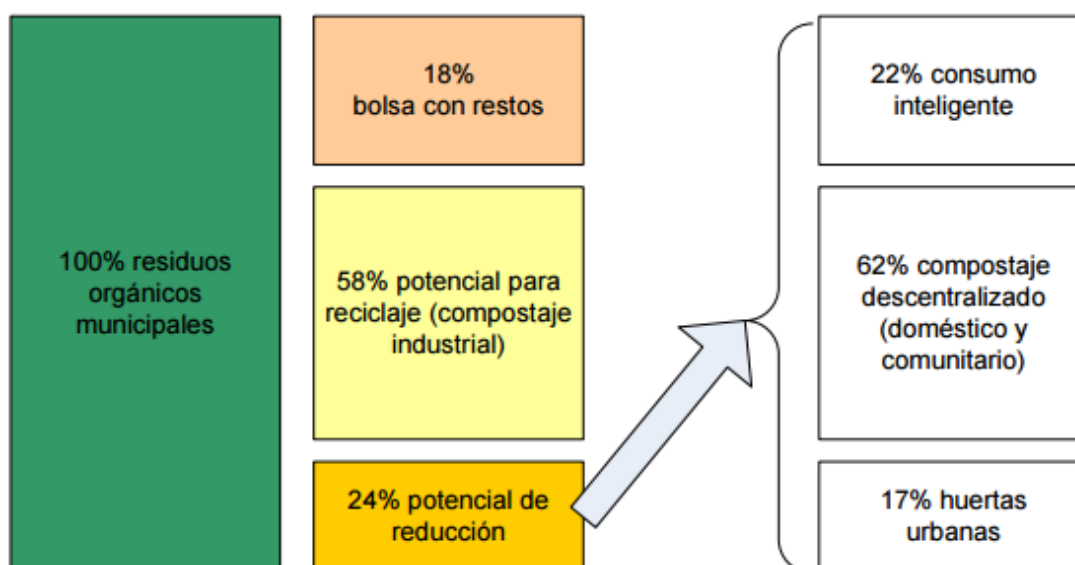 100% residuos
orgánicos
municipales
18%
bolsa con restos
58% potencial para
reciclaje (compostaje
industrial)
24% potencial de
reducción
22% consumo
inteligente
62% compostaje
descentralizado
(doméstico y
comunitario)
17% huertas
urbanas